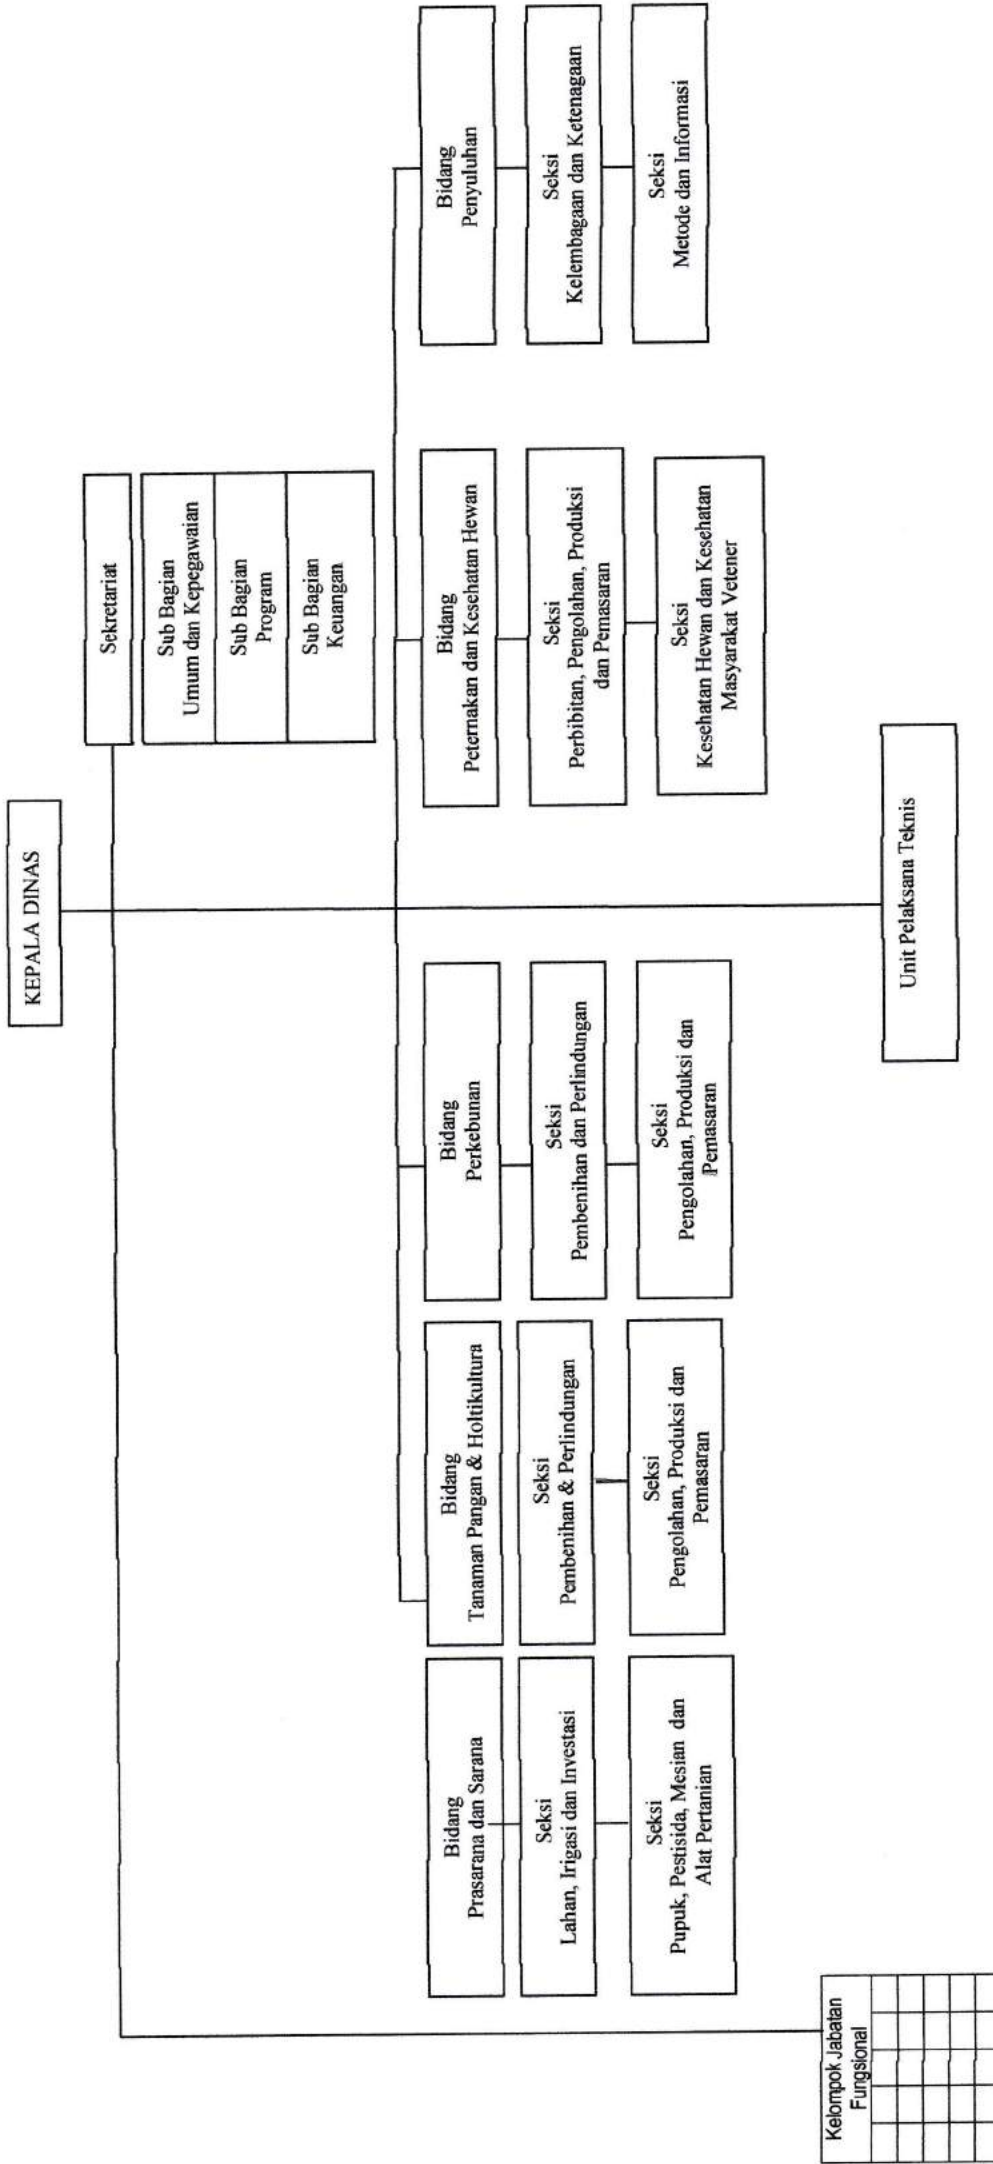 KEPALA DINAS
Sekretariat
Sub Bagian
Umum dan Kepegawaian
Sub Bagian
Program
Sub Bagian
Keuangan
Bidang
Prasarana dan Sarana
Seksi
Lahan, Irigasi dan Investasi
Seksi
Pupuk, Pestisida, Mesian dan
Alat Pertanian
Bidang
Tanaman Pangan & Holtikultura
Seksi
Pembenihan & Perlindungan
Seksi
Pengolahan, Produksi dan
Pemasaran
Bidang
Perkebunan
Seksi
Pembenihan dan Perlindungan
Seksi
Pengolahan, Produksi dan
Pemasaran
Bidang
Peternakan dan Kesehatan Hewan
Seksi
Perbibitan, Pengolahan, Produksi
dan Pemasaran
Seksi
Kesehatan Hewan dan Kesehatan
Masyarakat Vetener
Bidang
Penyuluhan
Seksi
Kelembagaan dan Ketenagaan
Seksi
Metode dan Informasi
Kelompok Jabatan
Fungsional
Unit Pelaksana Teknis